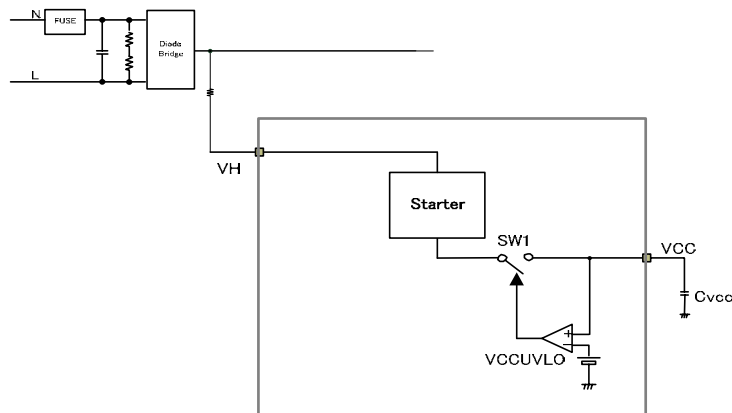 N
FUSE
Diode
Bridge
L
VH
Starter
SW1
VCC
Cvcc
+
−
VCCUVLO